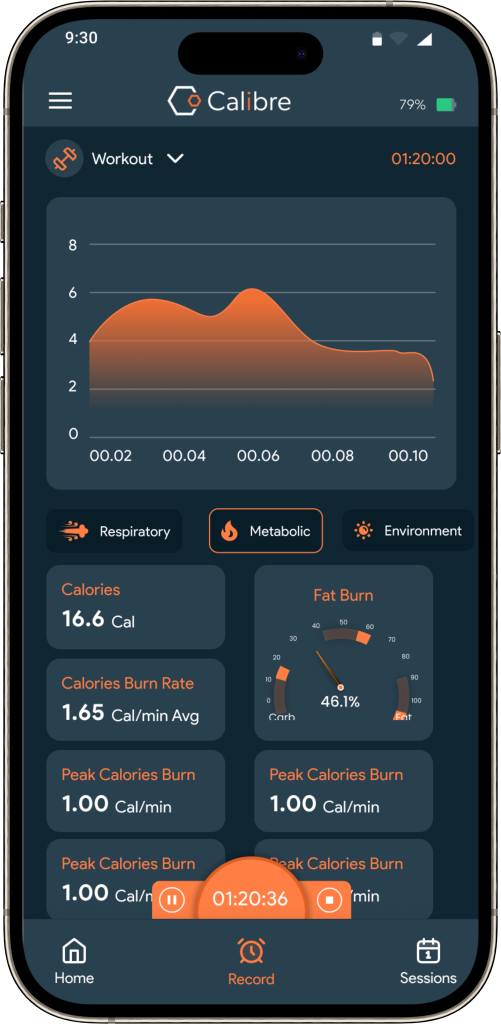 9:30
Calibre
79%
Workout
01:20:00
8
6
4
2
0
00.02 00.04 00.06 00.08 00.10
Respiratory
Metabolic
Environment
Calories
16.6 Cal
Calories Burn Rate
1.65 Cal/min Avg
Fat Burn
0
10
20
30
40
50
60
70
80
90
100
46.1%
Carb
Fat
Peak Calories Burn
1.00 Cal/min
Peak Calories Burn
1.00 Cal/min
Peak Calories Burn
1.00 Cal/m
Peak Calories Burn
/min
01:20:36
Home
Record
1
Sessions